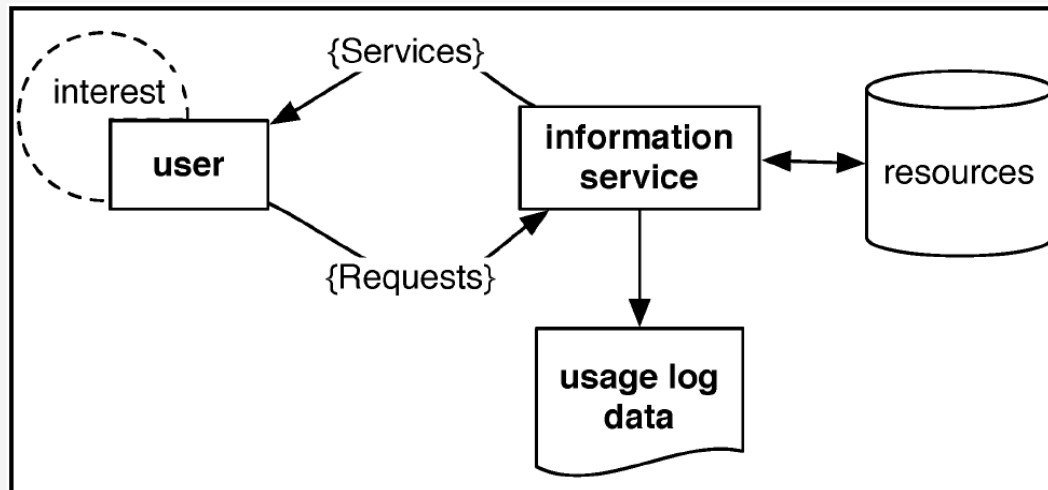 {Services}
interest
user
information
service
resources
{Requests}
usage log
data